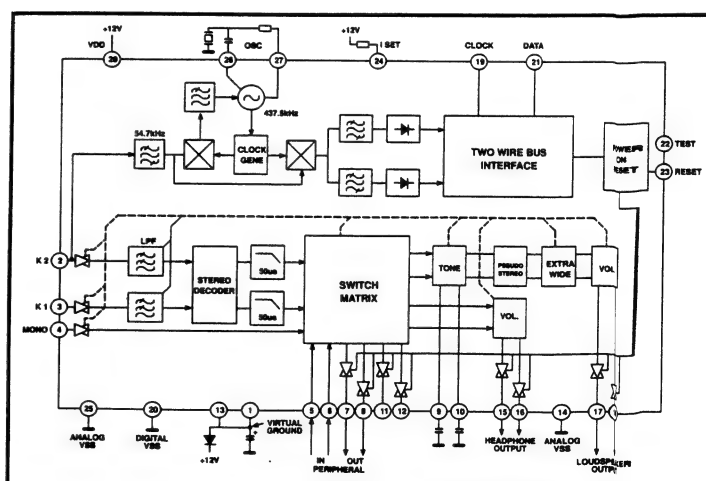 +12V
VDD
28
26
OSC
27
+12V
I SET
24
CLOCK
19
DATA
21
437.5kHz
54.7kHz
CLOCK
GENE
TWO WIRE BUS
INTERFACE
ON
22
TEST
23
RESET
K 2
2
LPF
STEREO
DECODER
50us
50us
SWITCH
MATRIX
TONE
PSEUDO
STEREO
EXTRA
WIDE
VOL
VOL.
K 1
3
MONO
4
25
20
13
1
5
6
7
8
11
12
9
10
15
16
14
17
ANALOG
VSS
DIGITAL
VSS
+12V
VIRTUAL
GROUND
+
IN
OUT
PERIPHERAL
HEADPHONE
OUTPUT
ANALOG
VSS